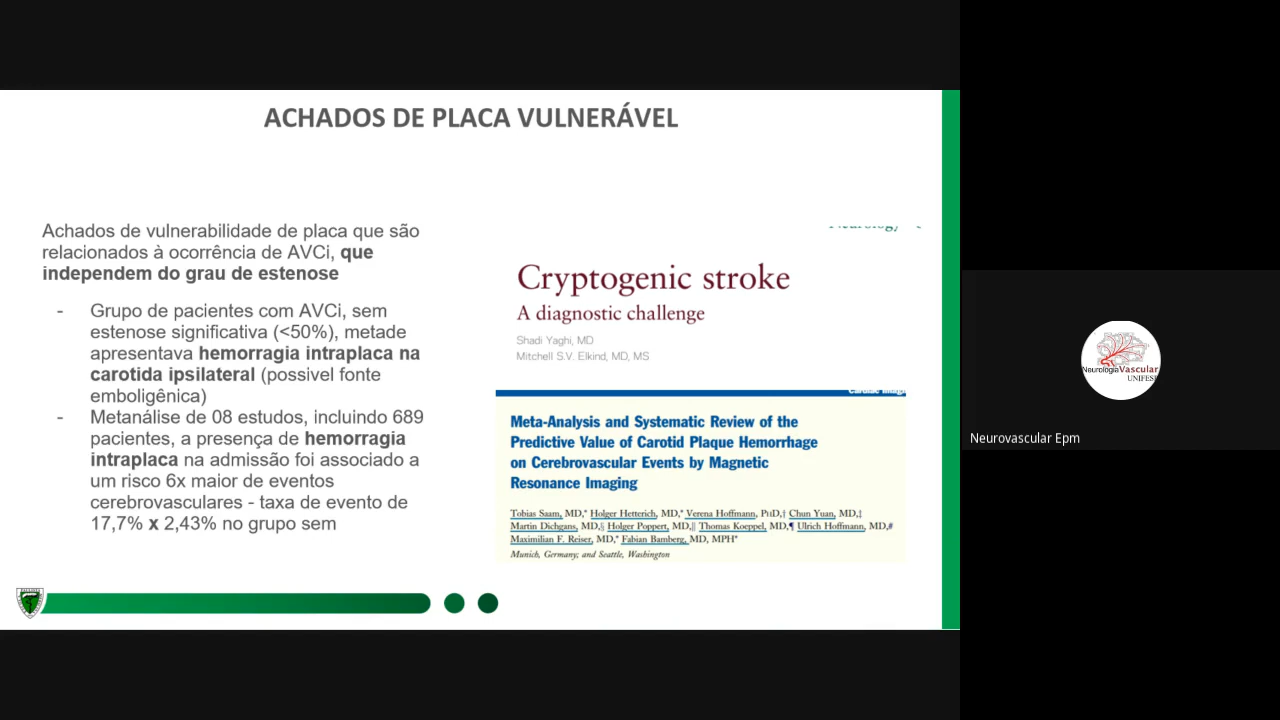 ACHADOS DE PLACA VULNERÁVEL
Achados de vulnerabilidade de placa que são
relacionados à ocorrência de AVCi, que
independem do grau de estenose
- Grupo de pacientes com AVCi, sem
estenose significativa (<50%), metade
apresentava hemorragia intraplaca na
carotida ipsilateral (possivel fonte
emboligênica)
- Metanálise de 08 estudos, incluindo 689
pacientes, a presença de hemorragia
intraplaca na admissão foi associado a
um risco 6x maior de eventos
cerebrovasculares - taxa de evento de
17,7% x 2,43% no grupo sem
Cryptogenic stroke
A diagnostic challenge
Shadi Yaghi, MD
Mitchell S.V. Elkind, MD, MS
Meta-Analysis and Systematic Review of the
Predictive Value of Carotid Plaque Hemorrhage
on Cerebrovascular Events by Magnetic
Resonance Imaging
Tobias Saam, MD,* Holger Hetterich, MD,* Verena Hoffmann, PHD,† Chun Yuan, MD,‡
Martin Dichgans, MD,§ Holger Poppert, MD,|| Thomas Koeppel, MD,¶ Ulrich Hoffmann, MD,#
Maximilian F. Reiser, MD,* Fabian Bamberg, MD, MPH*
Munich, Germany; and Seattle, Washington
NeurologiaVascular
UNIFESP
Neurovascular Epm